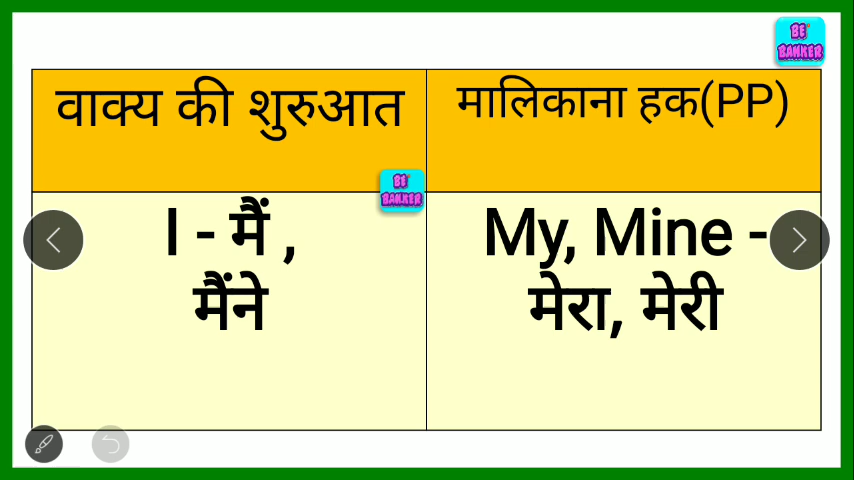 BE
BANKER
वाक्य की शुरुआत
मालिकाना हक(PP)
BE
BANKER
I - मैं ,
मैंने
My, Mine -
मेरा, मेरी